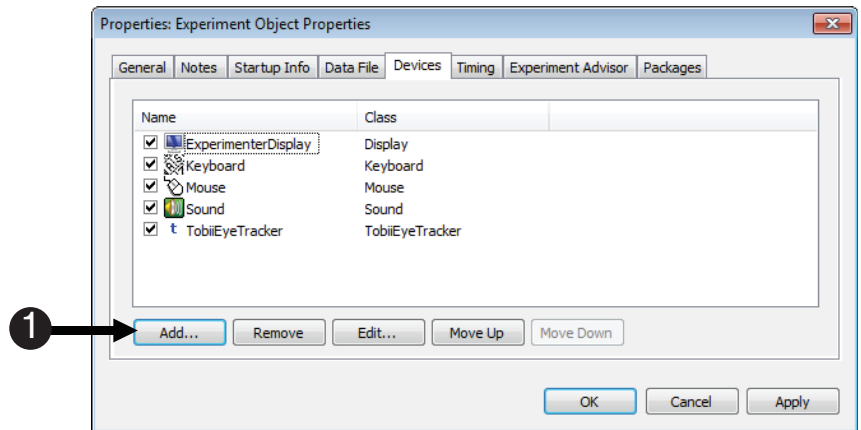 Properties: Experiment Object Properties
General Notes Startup Info Data File Devices Timing Experiment Advisor Packages
Name Class
ExperimenterDisplay Display
Keyboard Keyboard
Mouse Mouse
Sound Sound
t TobiiEyeTracker TobiiEyeTracker
1 Add... Remove Edit... Move Up Move Down
OK Cancel Apply